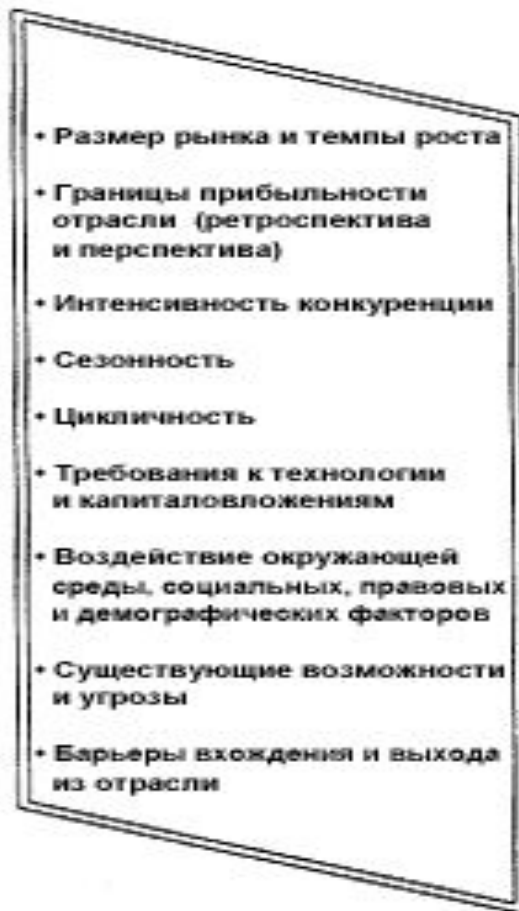 • Размер рынка и темпы роста
• Границы прибыльности
отрасли (ретроспектива
и перспектива)
• Интенсивность конкуренции
• Сезонность
• Цикличность
• Требования к технологии
и капиталовложениям
• Воздействие окружающей
среды, социальных, правовых
и демографических факторов
• Существующие возможности
и угрозы
• Барьеры вхождения и выхода
из отрасли